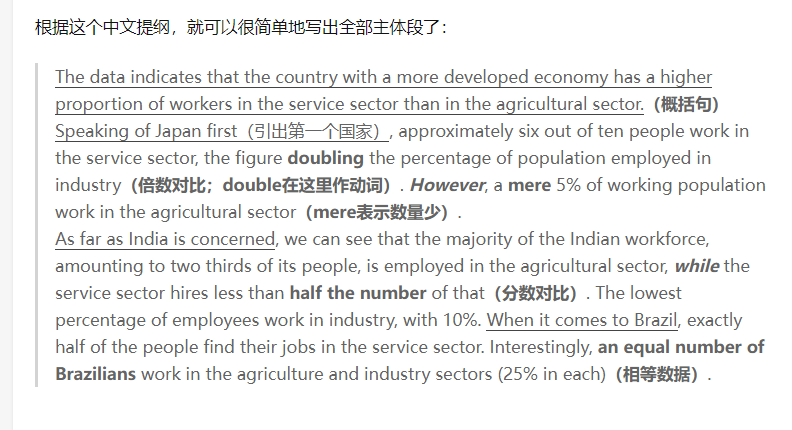 根据这个中文提纲，就可以很简单地写出全部主体段了：
The data indicates that the country with a more developed economy has a higher
proportion of workers in the service sector than in the agricultural sector.（概括句）
Speaking of Japan first（引出第一个国家）, approximately six out of ten people work in
the service sector, the figure doubling the percentage of population employed in
industry（倍数对比；double在这里作动词）. However, a mere 5% of working population
work in the agricultural sector（mere表示数量少）.
As far as India is concerned, we can see that the majority of the Indian workforce,
amounting to two thirds of its people, is employed in the agricultural sector, while the
service sector hires less than half the number of that（分数对比）. The lowest
percentage of employees work in industry, with 10%. When it comes to Brazil, exactly
half of the people find their jobs in the service sector. Interestingly, an equal number of
Brazilians work in the agriculture and industry sectors (25% in each)（相等数据）.